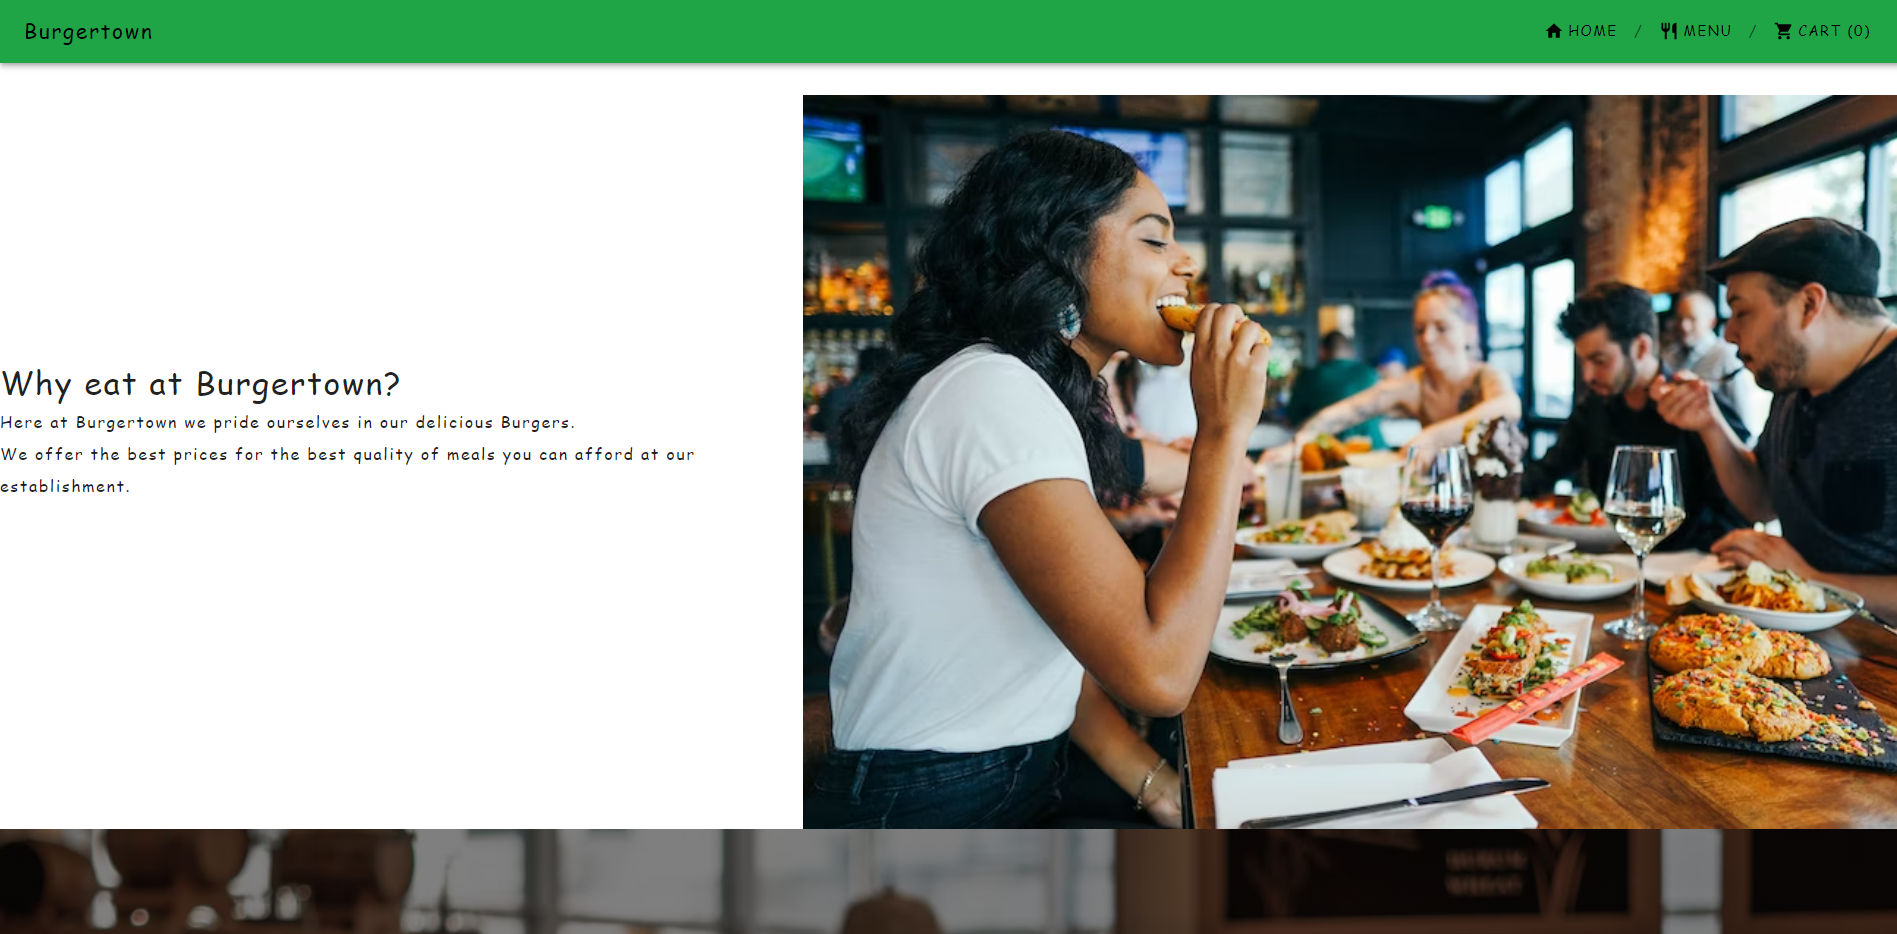 Burgertown
HOME / MENU / CART (0)
Why eat at Burgertown?
Here at Burgertown we pride ourselves in our delicious Burgers.
We offer the best prices for the best quality of meals you can afford at our
establishment.